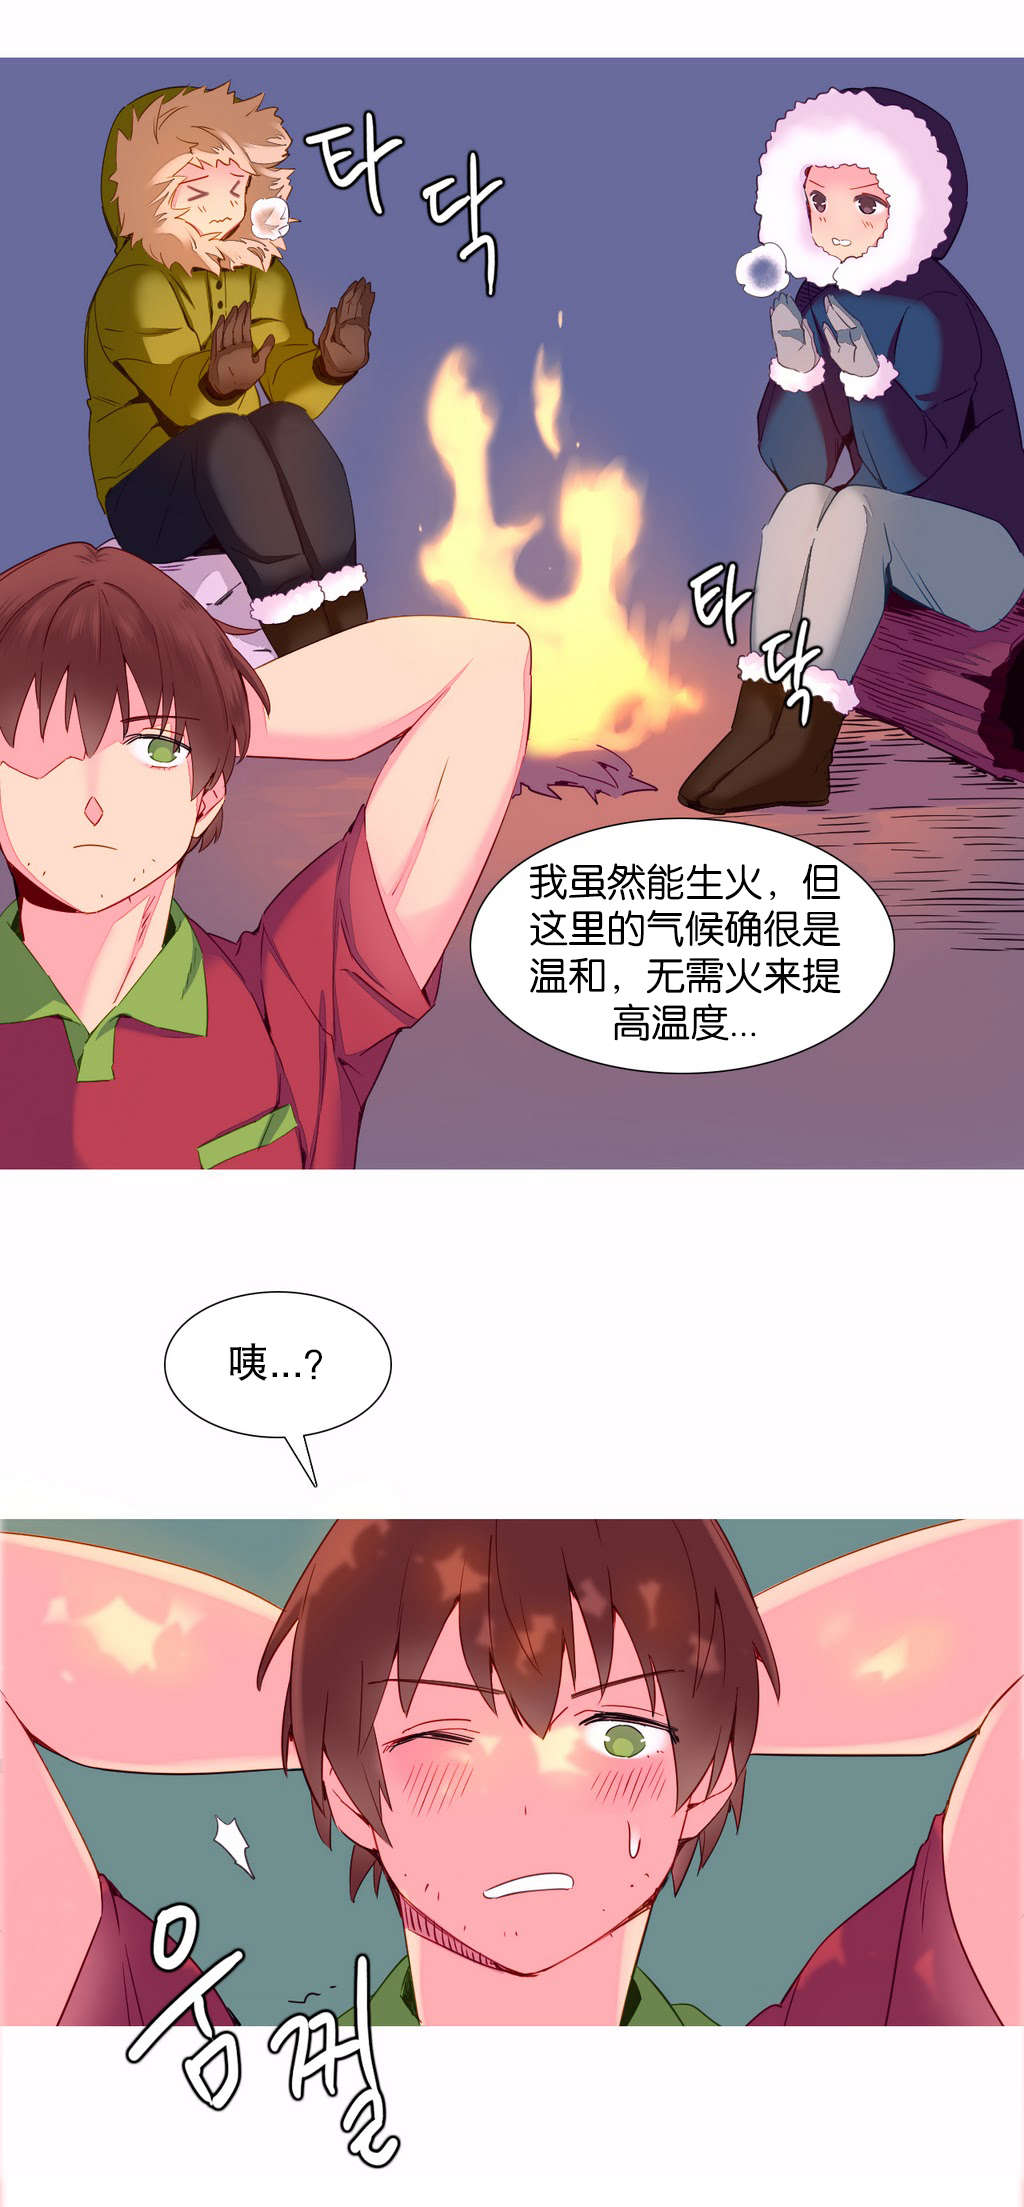 타
닥
타
닥
我虽然能生火，但
这里的气候确很是
温和，无需火来提
高温度...
咦...?
움
찔